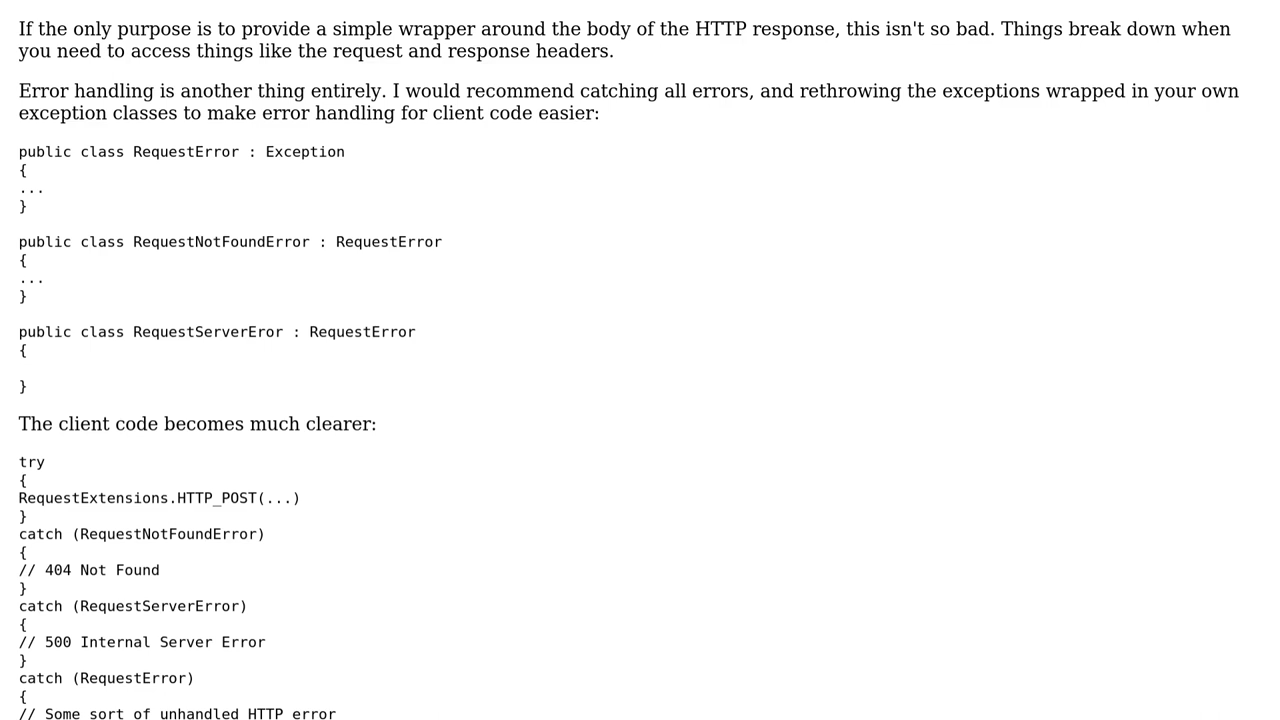 If the only purpose is to provide a simple wrapper around the body of the HTTP response, this isn't so bad. Things break down when
you need to access things like the request and response headers.
Error handling is another thing entirely. I would recommend catching all errors, and rethrowing the exceptions wrapped in your own
exception classes to make error handling for client code easier:
public class RequestError : Exception
{
...
}
public class RequestNotFoundError : RequestError
{
...
}
public class RequestServerEror : RequestError
{
}
The client code becomes much clearer:
try
{
RequestExtensions.HTTP_POST(...)
}
catch (RequestNotFoundError)
{
// 404 Not Found
}
catch (RequestServerError)
{
// 500 Internal Server Error
}
catch (RequestError)
{
// Some sort of unhandled HTTP error